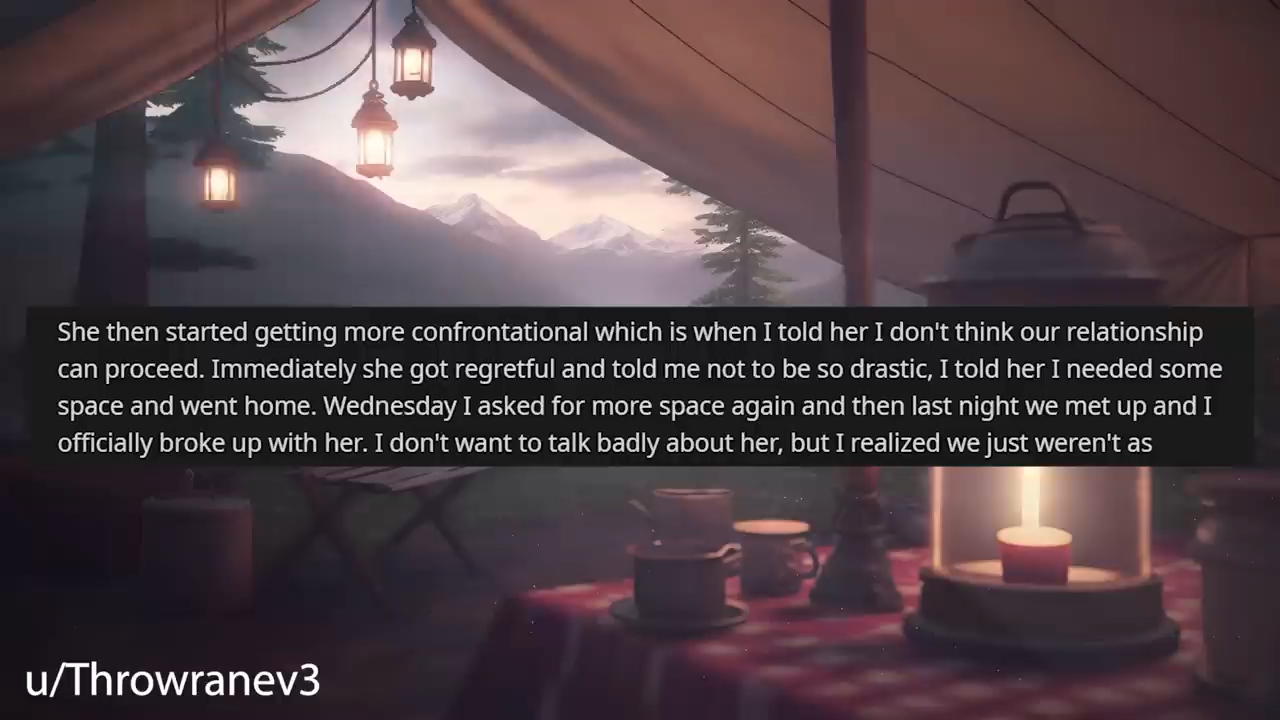 She then started getting more confrontational which is when I told her I don't think our relationship
can proceed. Immediately she got regretful and told me not to be so drastic, I told her I needed some
space and went home. Wednesday I asked for more space again and then last night we met up and I
officially broke up with her. I don't want to talk badly about her, but I realized we just weren't as
u/Throwranev3